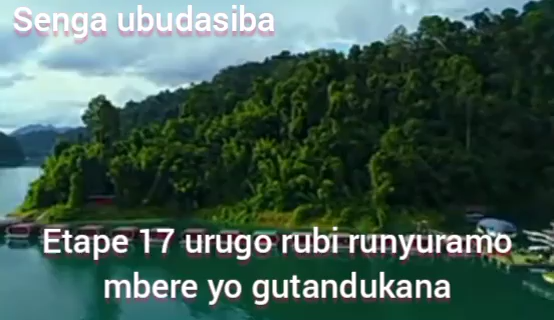 Senga ubudasiba
Etape 17 urugo rubi runyuramo
mbere yo gutandukana